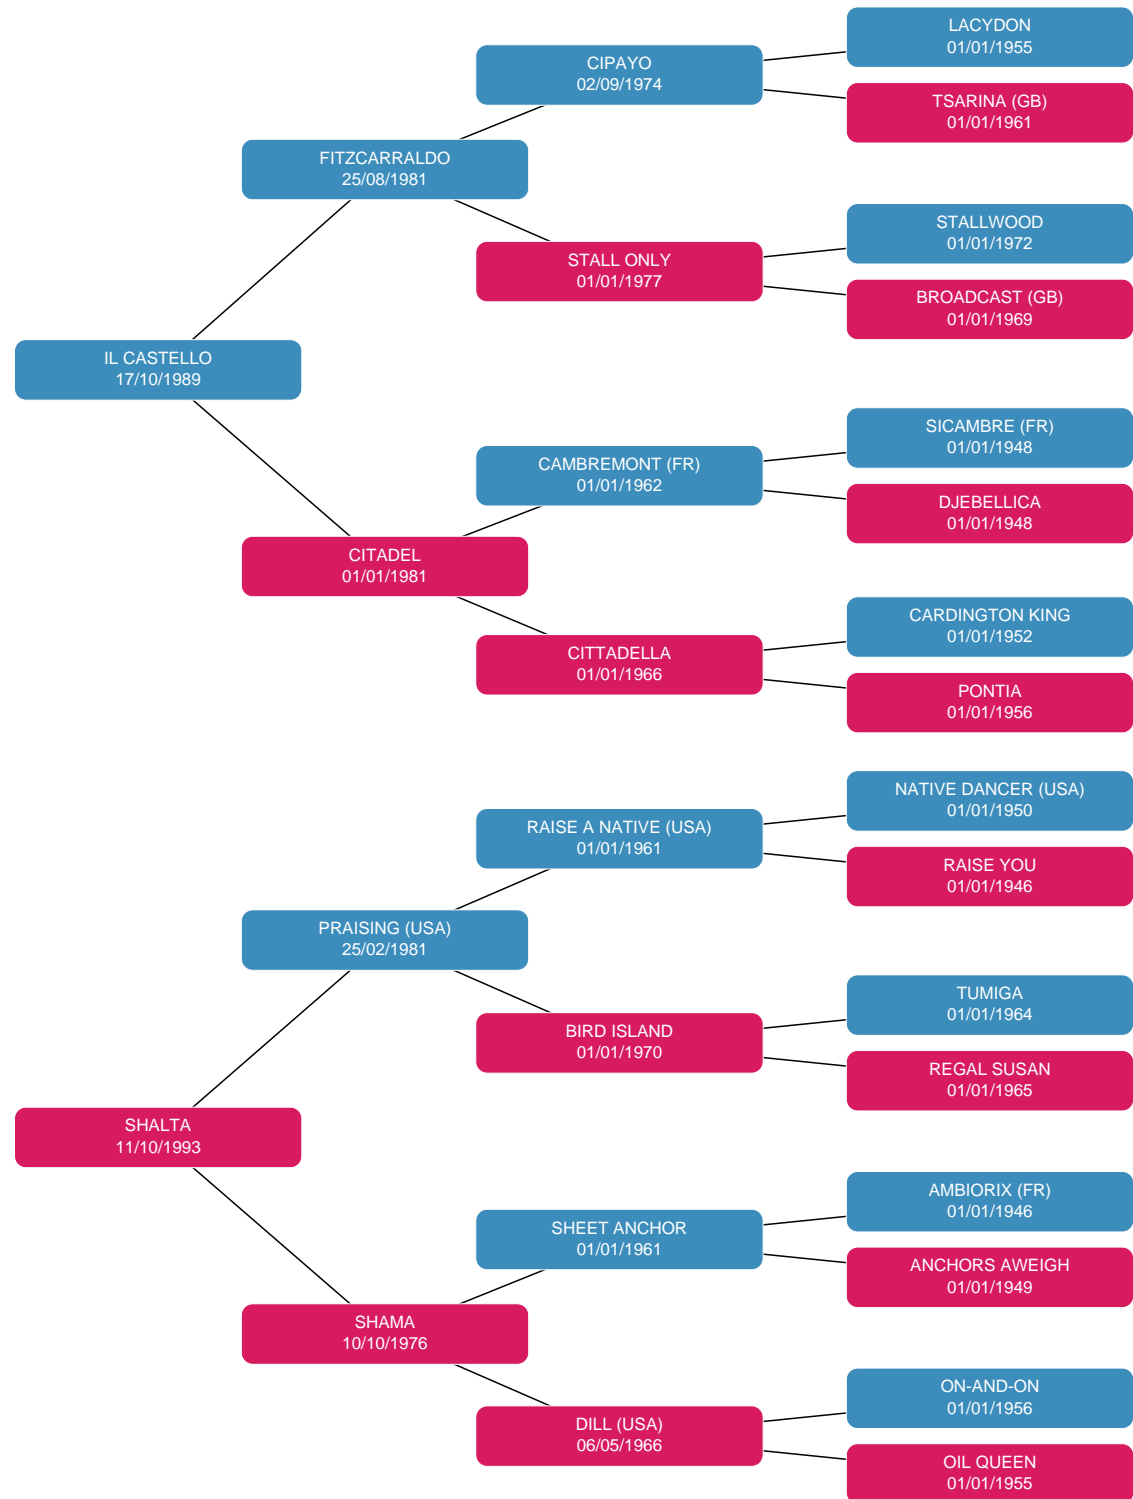 LACYDON
01/01/1955
CIPAYO
02/09/1974
TSARINA (GB)
01/01/1961
FITZCARRALDO
25/08/1981
STALLWOOD
01/01/1972
STALL ONLY
01/01/1977
BROADCAST (GB)
01/01/1969
IL CASTELLO
17/10/1989
SICAMBRE (FR)
01/01/1948
CAMBREMONT (FR)
01/01/1962
DJEBELLICA
01/01/1948
CITADEL
01/01/1981
CARDINGTON KING
01/01/1952
CITTADELLA
01/01/1966
PONTIA
01/01/1956
NATIVE DANCER (USA)
01/01/1950
RAISE A NATIVE (USA)
01/01/1961
RAISE YOU
01/01/1946
PRAISING (USA)
25/02/1981
TUMIGA
01/01/1964
BIRD ISLAND
01/01/1970
REGAL SUSAN
01/01/1965
SHALTA
11/10/1993
AMBIORIX (FR)
01/01/1946
SHEET ANCHOR
01/01/1961
ANCHORS AWEIGH
01/01/1949
SHAMA
10/10/1976
ON-AND-ON
01/01/1956
DILL (USA)
06/05/1966
OIL QUEEN
01/01/1955